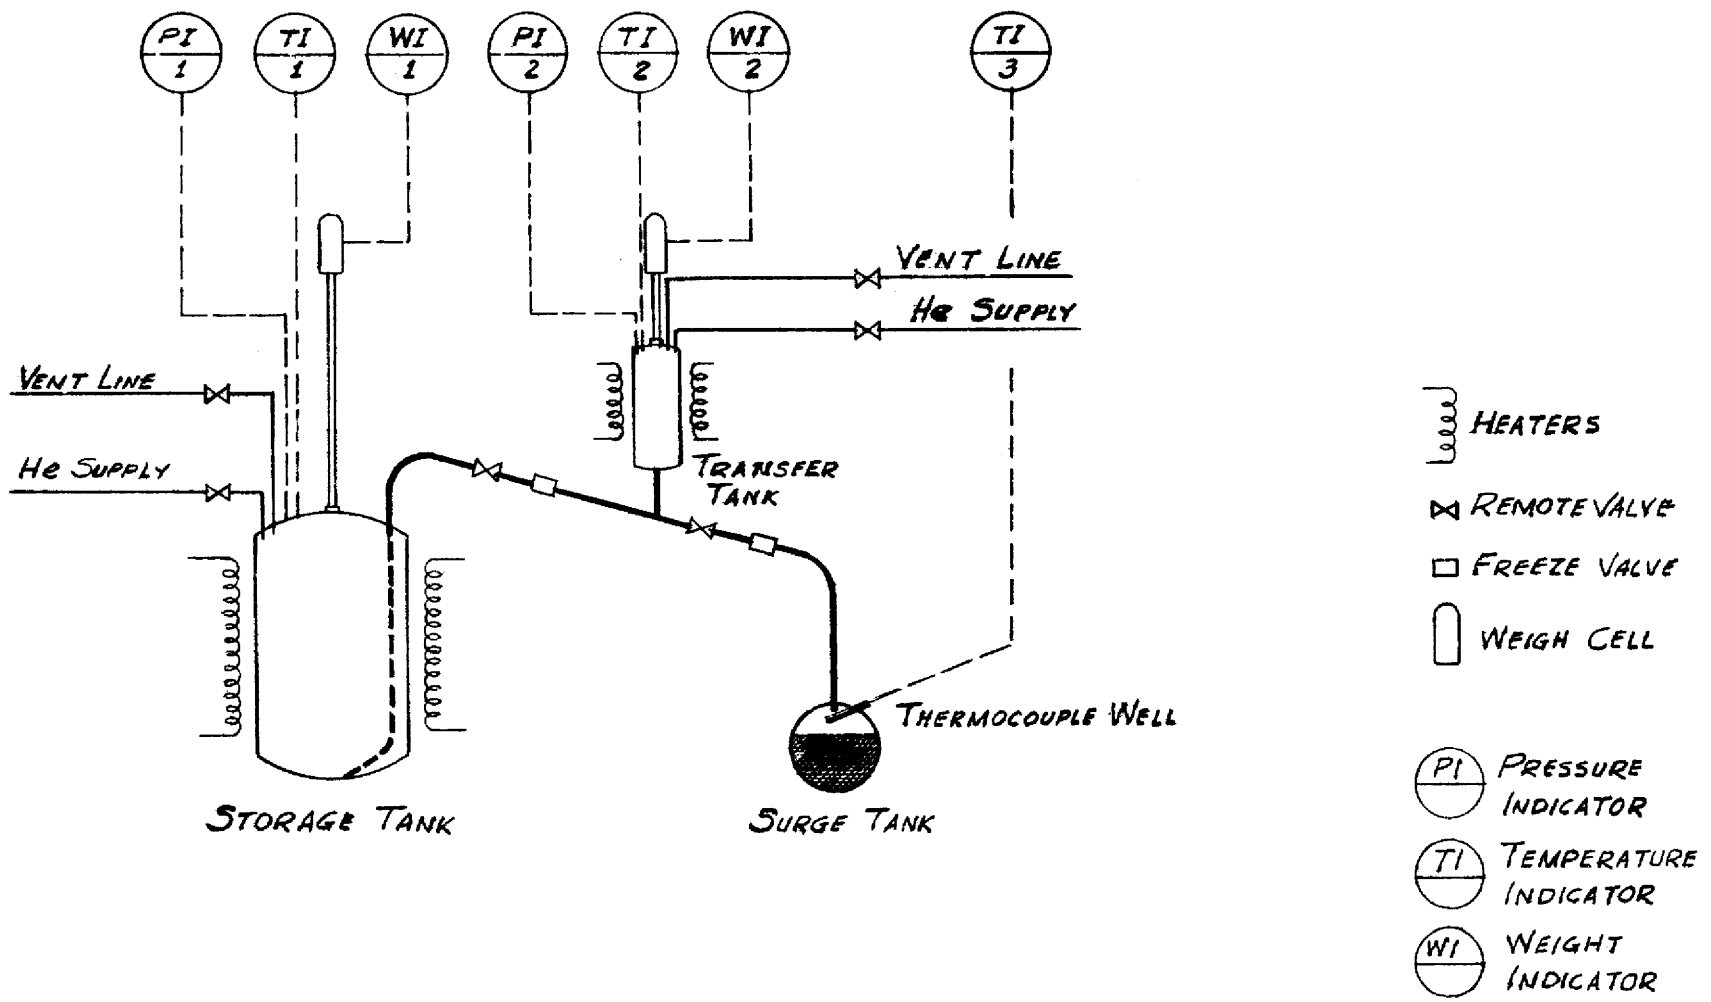 PI
1
TI
1
WI
1
PI
2
TI
2
WI
2
TI
3
VENT LINE
He SUPPLY
VENT LINE
He SUPPLY
TRANSFER
TANK
THERMOCOUPLE WELL
STORAGE TANK
SURGE TANK
HEATERS
REMOTE VALVE
FREEZE VALVE
WEIGH CELL
PI
PRESSURE
INDICATOR
TI
TEMPERATURE
INDICATOR
WI
WEIGHT
INDICATOR